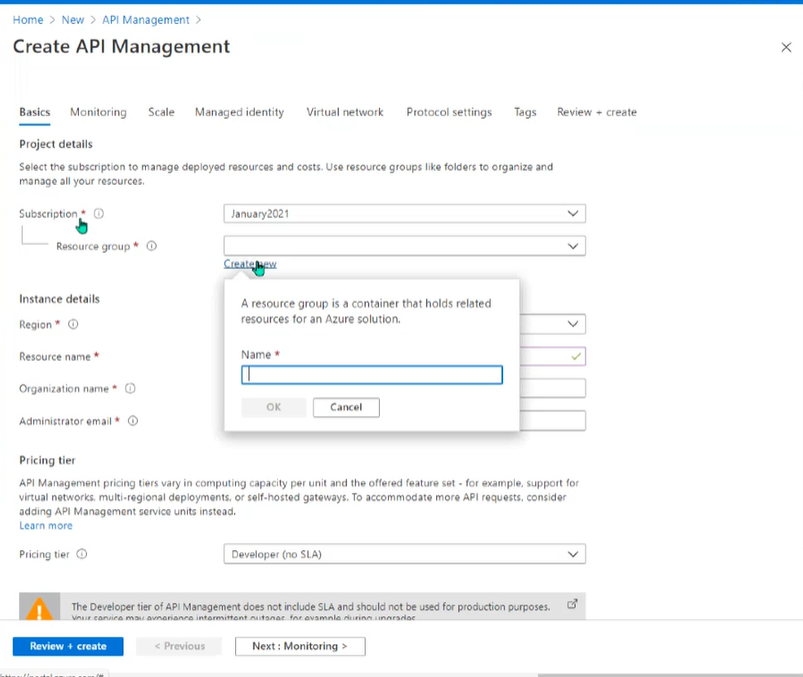 Home > New > API Management >
Create API Management
Basics Monitoring Scale Managed identity Virtual network Protocol settings Tags Review + create
Project details
Select the subscription to manage deployed resources and costs. Use resource groups like folders to organize and
manage all your resources.
Subscription *
January2021
Resource group *
Create new
A resource group is a container that holds related
resources for an Azure solution.
Name *
OK Cancel
Instance details
Region *
Resource name *
Organization name *
Administrator email *
Pricing tier
API Management pricing tiers vary in computing capacity per unit and the offered feature set - for example, support for
virtual networks, multi-regional deployments, or self-hosted gateways. To accommodate more API requests, consider
adding API Management service units instead.
Learn more
Pricing tier
Developer (no SLA)
The Developer tier of API Management does not include SLA and should not be used for production purposes.
Your service may experience intermittent outages, for example during upgrades.
Review + create < Previous Next : Monitoring >
https://portal.azure.com/#